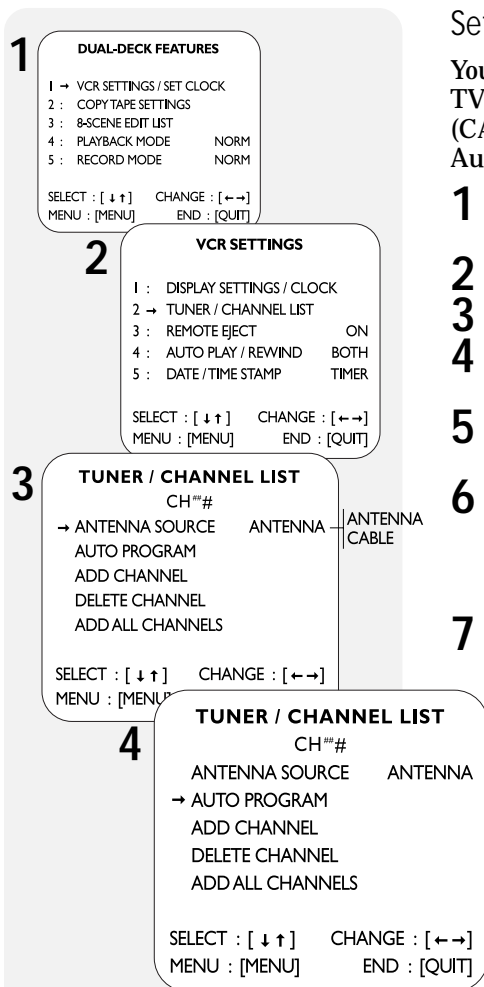 1
DUAL-DECK FEATURES
1 → VCR SETTINGS / SET CLOCK
2 : COPY TAPE SETTINGS
3 : 8-SCENE EDIT LIST
4 : PLAYBACK MODE NORM
5 : RECORD MODE NORM
SELECT : [↓↑] CHANGE : [←→]
MENU : [MENU] END : [QUIT]
2
VCR SETTINGS
1 : DISPLAY SETTINGS / CLOCK
2 → TUNER / CHANNEL LIST
3 : REMOTE EJECT ON
4 : AUTO PLAY / REWIND BOTH
5 : DATE / TIME STAMP TIMER
SELECT : [↓↑] CHANGE : [←→]
MENU : [MENU] END : [QUIT]
3
TUNER / CHANNEL LIST
CH###
→ ANTENNA SOURCE ANTENNA
ANTENNA
CABLE
AUTO PROGRAM
ADD CHANNEL
DELETE CHANNEL
ADD ALL CHANNELS
SELECT : [↓↑] CHANGE : [←→]
MENU : [MENU]
4
TUNER / CHANNEL LIST
CH###
ANTENNA SOURCE ANTENNA
→ AUTO PROGRAM
ADD CHANNEL
DELETE CHANNEL
ADD ALL CHANNELS
SELECT : [↓↑] CHANGE : [←→]
MENU : [MENU] END : [QUIT]
TV
1
2
3
4
5
6
7